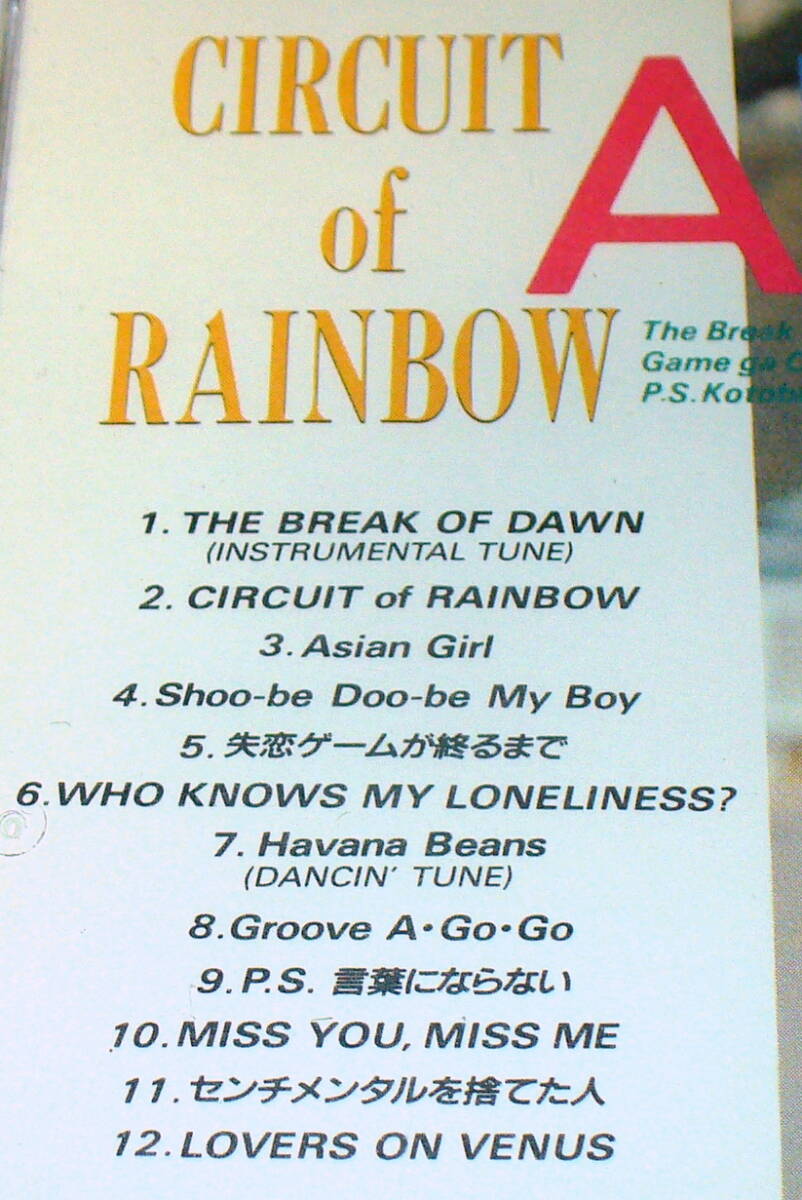 CIRCUIT
of
RAINBOW
A
The Break
Game ga
P.S.
1. THE BREAK OF DAWN
(INSTRUMENTAL TUNE)
2. CIRCUIT of RAINBOW
3. Asian Girl
4. Shoo-be Doo-be My Boy
5. 失恋ゲームが終るまで
6. WHO KNOWS MY LONELINESS?
7. Havana Beans
(DANCIN' TUNE)
8. Groove A・Go・Go
9. P.S. 言葉にならない
10. MISS YOU, MISS ME
11. センチメンタルを捨てた人
12. LOVERS ON VENUS